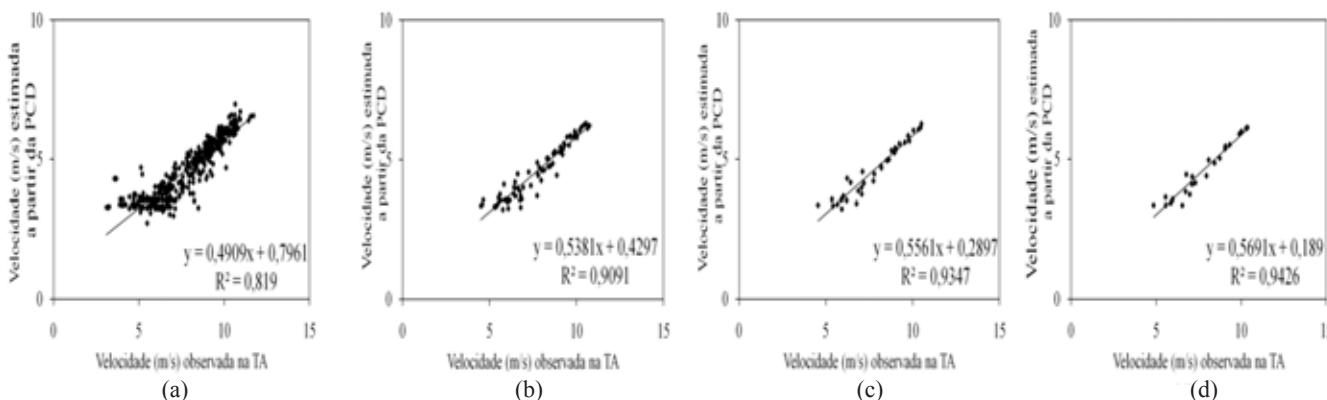 10
Velocidade (m/s) estimada
a partir da PCD
5
y = 0,4909x + 0,7961
R² = 0,819
0
0 5 10 15
Velocidade (m/s) observada na TA
(a)
10
Velocidade (m/s) estimada
a partir da PCD
5
y = 0,5381x + 0,4297
R² = 0,9091
0
0 5 10 15
Velocidade (m/s) observada na TA
(b)
10
Velocidade (m/s) estimada
a partir da PCD
5
y = 0,5561x + 0,2897
R² = 0,9347
0
0 5 10 15
Velocidade (m/s) observada na TA
(c)
10
Velocidade (m/s) estimada
a partir da PCD
5
y = 0,5691x + 0,189
R² = 0,9426
0
0 5 10 15
Velocidade (m/s) observada na TA
(d)